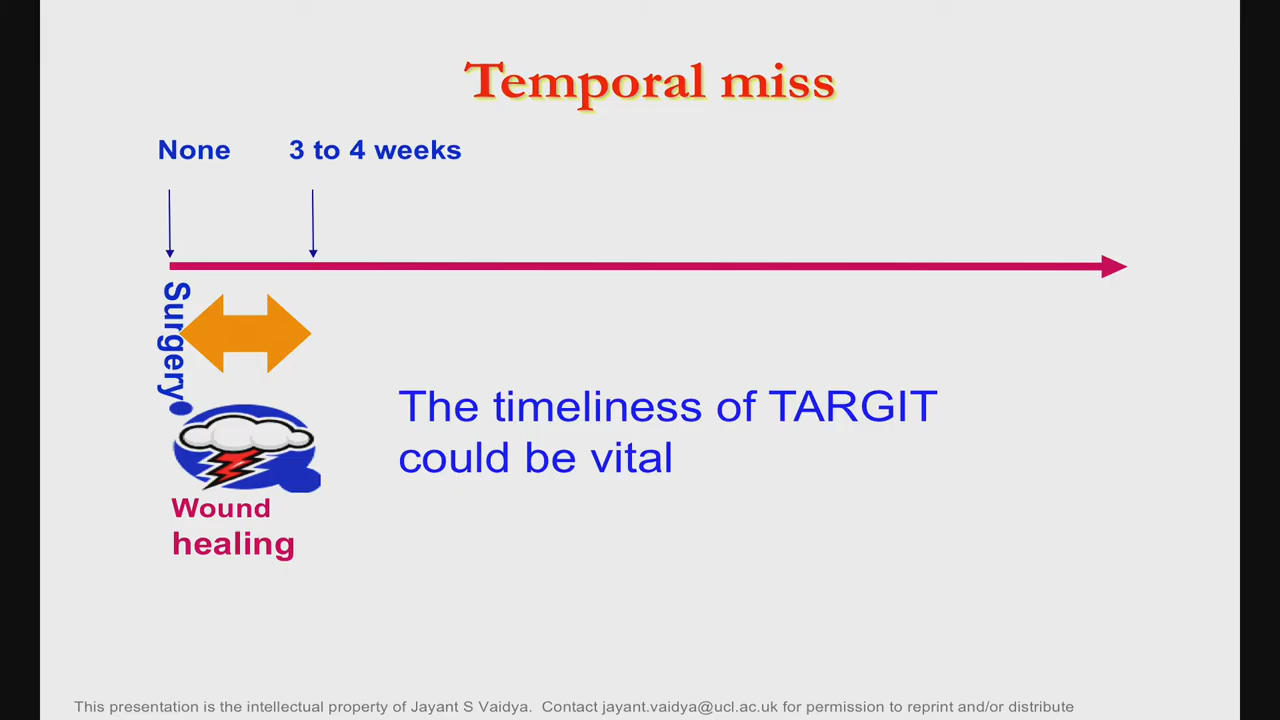 Temporal miss
None
3 to 4 weeks
Surgery
The timeliness of TARGIT
could be vital
Wound
healing
This presentation is the intellectual property of Jayant S Vaidya. Contact jayant.vaidya@ucl.ac.uk for permission to reprint and/or distribute